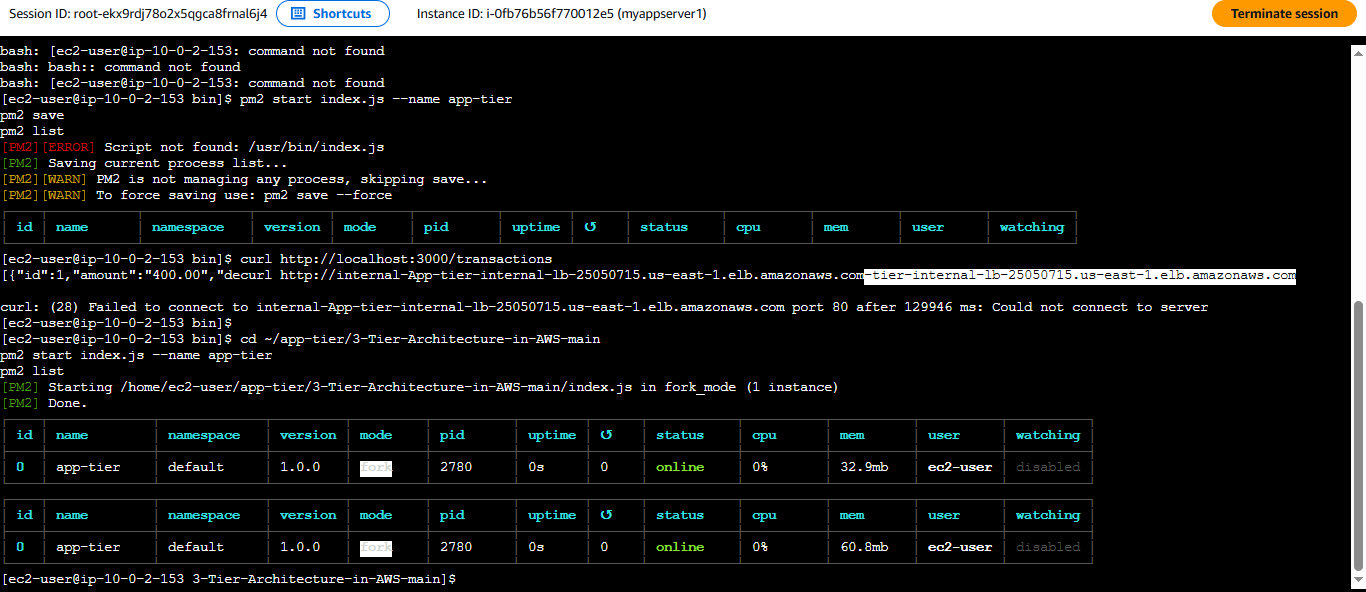 Session ID: root-ekx9rdj78o2x5qgca8frnal6j4 Shortcuts Instance ID: i-0fb76b56f770012e5 (myappserver1) Terminate session
bash: [ec2-user@ip-10-0-2-153: command not found
bash: bash:: command not found
bash: [ec2-user@ip-10-0-2-153: command not found
[ec2-user@ip-10-0-2-153 bin]$ pm2 start index.js --name app-tier
pm2 save
pm2 list
[PM2][ERROR] Script not found: /usr/bin/index.js
[PM2] Saving current process list...
[PM2][WARN] PM2 is not managing any process, skipping save...
[PM2][WARN] To force saving use: pm2 save --force
id name namespace version mode pid uptime ↺ status cpu mem user watching
[ec2-user@ip-10-0-2-153 bin]$ curl http://localhost:3000/transactions
[{"id":1,"amount":"400.00","decurl http://internal-App-tier-internal-lb-25050715.us-east-1.elb.amazonaws.com-tier-internal-lb-25050715.us-east-1.elb.amazonaws.com
curl: (28) Failed to connect to internal-App-tier-internal-lb-25050715.us-east-1.elb.amazonaws.com port 80 after 129946 ms: Could not connect to server
[ec2-user@ip-10-0-2-153 bin]$
[ec2-user@ip-10-0-2-153 bin]$ cd ~/app-tier/3-Tier-Architecture-in-AWS-main
pm2 start index.js --name app-tier
pm2 list
[PM2] Starting /home/ec2-user/app-tier/3-Tier-Architecture-in-AWS-main/index.js in fork_mode (1 instance)
[PM2] Done.
id name namespace version mode pid uptime ↺ status cpu mem user watching
0 app-tier default 1.0.0 fork 2780 0s 0 online 0% 32.9mb ec2-user disabled
id name namespace version mode pid uptime ↺ status cpu mem user watching
0 app-tier default 1.0.0 fork 2780 0s 0 online 0% 60.8mb ec2-user disabled
[ec2-user@ip-10-0-2-153 3-Tier-Architecture-in-AWS-main]$